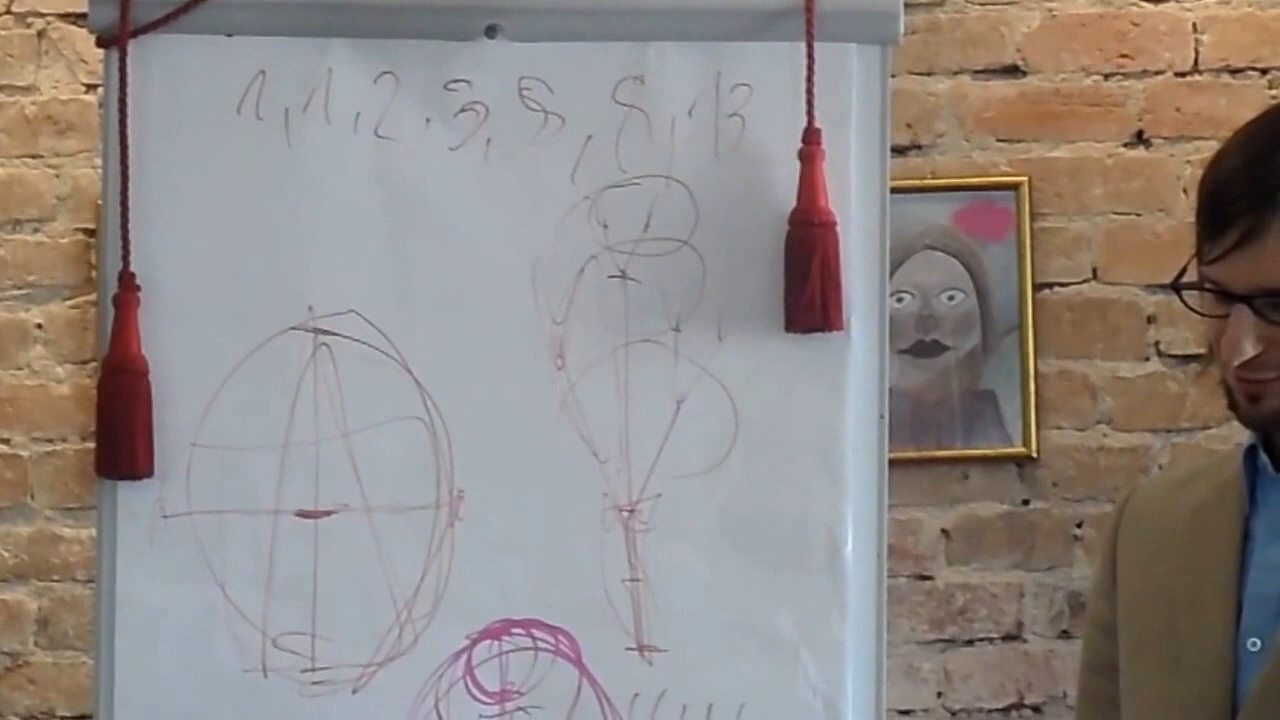 1, 1, 2, 3, 5, 8, 13